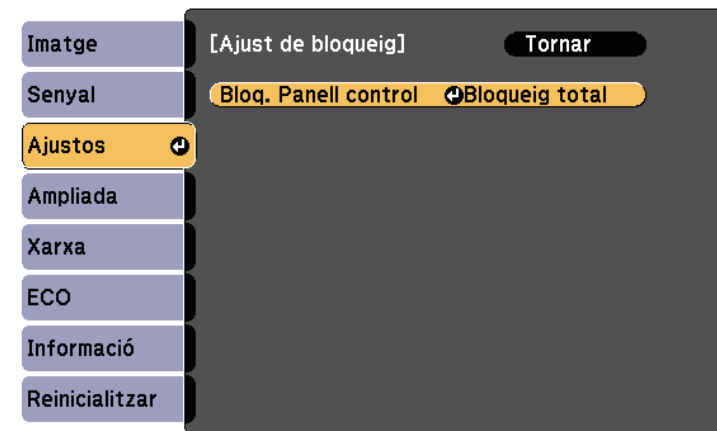 Imatge
Senyal
Ajustos
Ampliada
Xarxa
ECO
Informació
Reinicialitzar
[Ajust de bloqueig] Tornar
Bloq. Panell control Bloqueig total